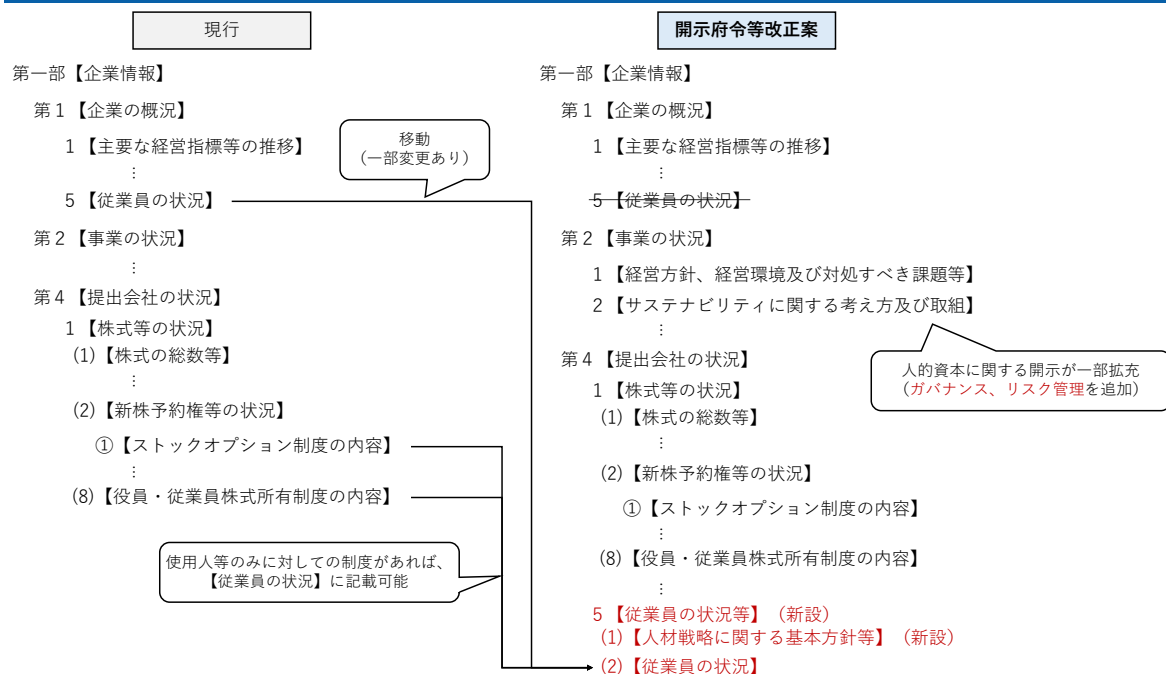 現行
第一部【企業情報】
第1【企業の概況】
1【主要な経営指標等の推移】
⋮
5【従業員の状況】
第2【事業の状況】
⋮
第4【提出会社の状況】
1【株式等の状況】
(1)【株式の総数等】
⋮
(2)【新株予約権等の状況】
①【ストックオプション制度の内容】
⋮
(8)【役員・従業員株式所有制度の内容】
移動
(一部変更あり)
使用人等のみに対しての制度があれば、
【従業員の状況】に記載可能
開示府令等改正案
第一部【企業情報】
第1【企業の概況】
1【主要な経営指標等の推移】
⋮
5【従業員の状況】
第2【事業の状況】
1【経営方針、経営環境及び対処すべき課題等】
2【サステナビリティに関する考え方及び取組】
⋮
人的資本に関する開示が一部拡充
(ガバナンス、リスク管理を追加)
第4【提出会社の状況】
1【株式等の状況】
(1)【株式の総数等】
⋮
(2)【新株予約権等の状況】
①【ストックオプション制度の内容】
⋮
(8)【役員・従業員株式所有制度の内容】
⋮
5【従業員の状況等】(新設)
(1)【人材戦略に関する基本方針等】(新設)
(2)【従業員の状況】